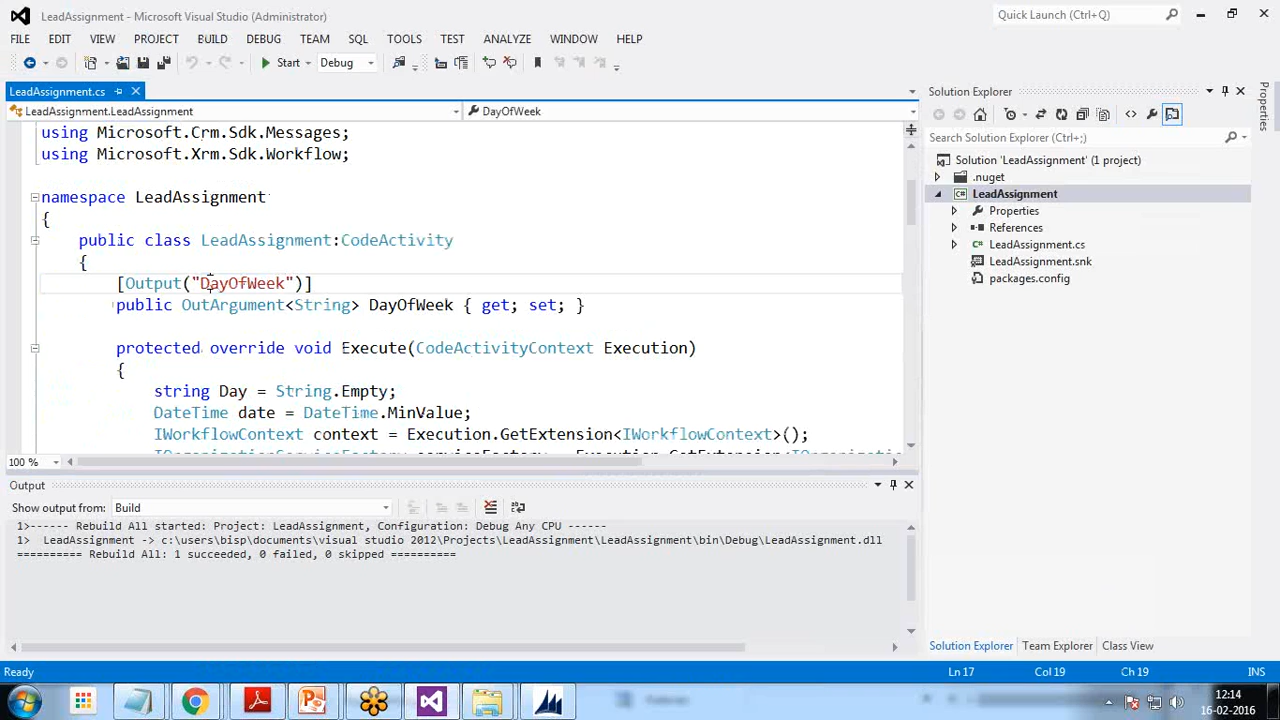 LeadAssignment - Microsoft Visual Studio (Administrator)
Quick Launch (Ctrl+Q)
FILE EDIT VIEW PROJECT BUILD DEBUG TEAM SQL TOOLS TEST ANALYZE WINDOW HELP
Start Debug
LeadAssignment.cs
LeadAssignment.LeadAssignment
DayOfWeek
using Microsoft.Crm.Sdk.Messages;
using Microsoft.Xrm.Sdk.Workflow;
namespace LeadAssignment
{
public class LeadAssignment:CodeActivity
{
[Output("DayOfWeek")]
public OutArgument<String> DayOfWeek { get; set; }
protected override void Execute(CodeActivityContext Execution)
{
string Day = String.Empty;
DateTime date = DateTime.MinValue;
IWorkflowContext context = Execution.GetExtension<IWorkflowContext>();
IOrganizationServiceFactory serviceFactory = Execution.GetExtension<IOrganizatio
100 %
Output
Show output from: Build
1>------ Rebuild All started: Project: LeadAssignment, Configuration: Debug Any CPU ------
1>  LeadAssignment -> c:\users\bisp\documents\visual studio 2012\Projects\LeadAssignment\LeadAssignment\bin\Debug\LeadAssignment.dll
========== Rebuild All: 1 succeeded, 0 failed, 0 skipped ==========
Solution Explorer
Search Solution Explorer (Ctrl+;)
Solution 'LeadAssignment' (1 project)
.nuget
LeadAssignment
Properties
References
LeadAssignment.cs
LeadAssignment.snk
packages.config
Solution Explorer Team Explorer Class View
Properties
Ready
Ln 17 Col 19 Ch 19 INS
12:14
16-02-2016